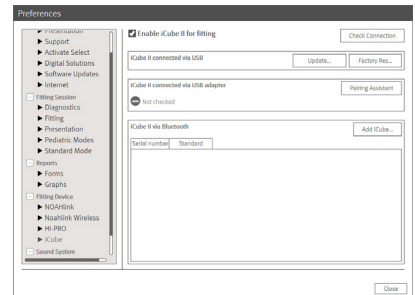 Preferences
Presentation
Support
Activate Select
Digital Solutions
Software Updates
Internet
Fitting Session
Diagnostics
Fitting
Presentation
Pediatric Modes
Standard Mode
Reports
Forms
Graphs
Fitting Device
NOAHlink
Noahlink Wireless
HI-PRO
iCube
Sound System
Enable iCube II for fitting
Check Connection
iCube II connected via USB
Update...
Factory Res...
iCube II connected via USB adapter
Pairing Assistant
Not checked
iCube II via Bluetooth
Add iCube...
Serial number Standard
Close